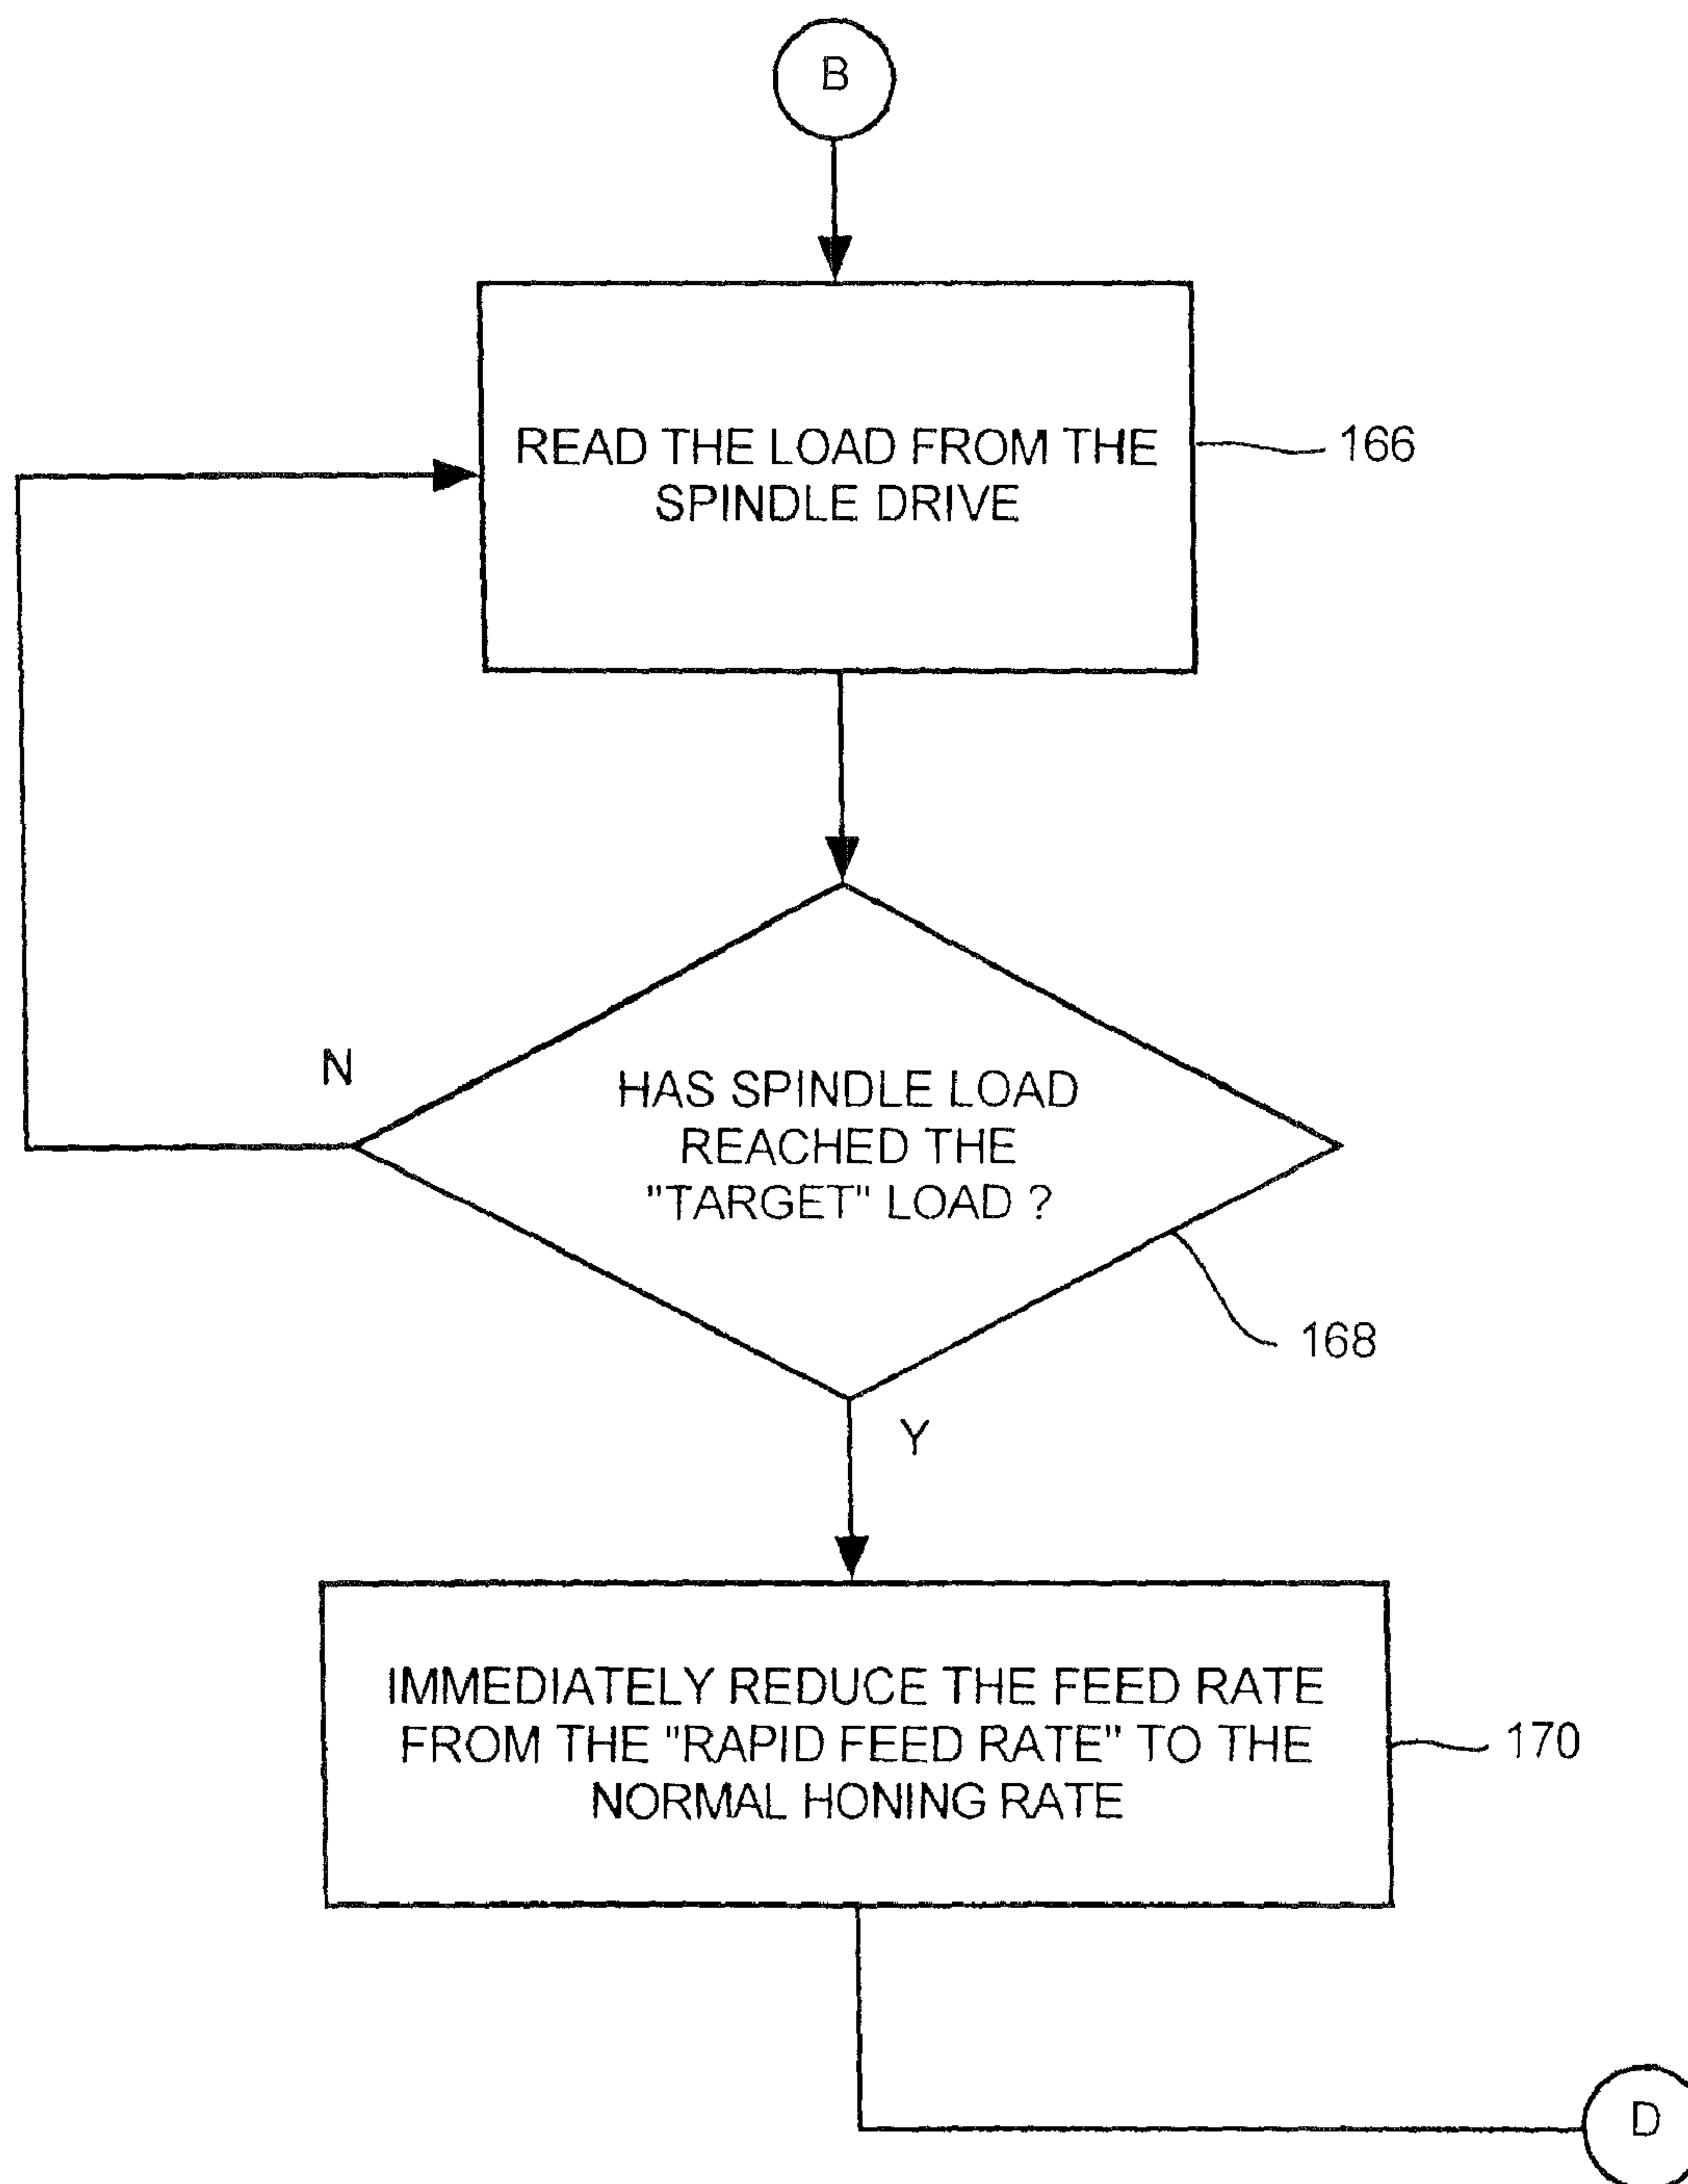 B
READ THE LOAD FROM THE
SPINDLE DRIVE
166
N
HAS SPINDLE LOAD
REACHED THE
"TARGET" LOAD ?
168
Y
IMMEDIATELY REDUCE THE FEED RATE
FROM THE "RAPID FEED RATE" TO THE
NORMAL HONING RATE
170
D